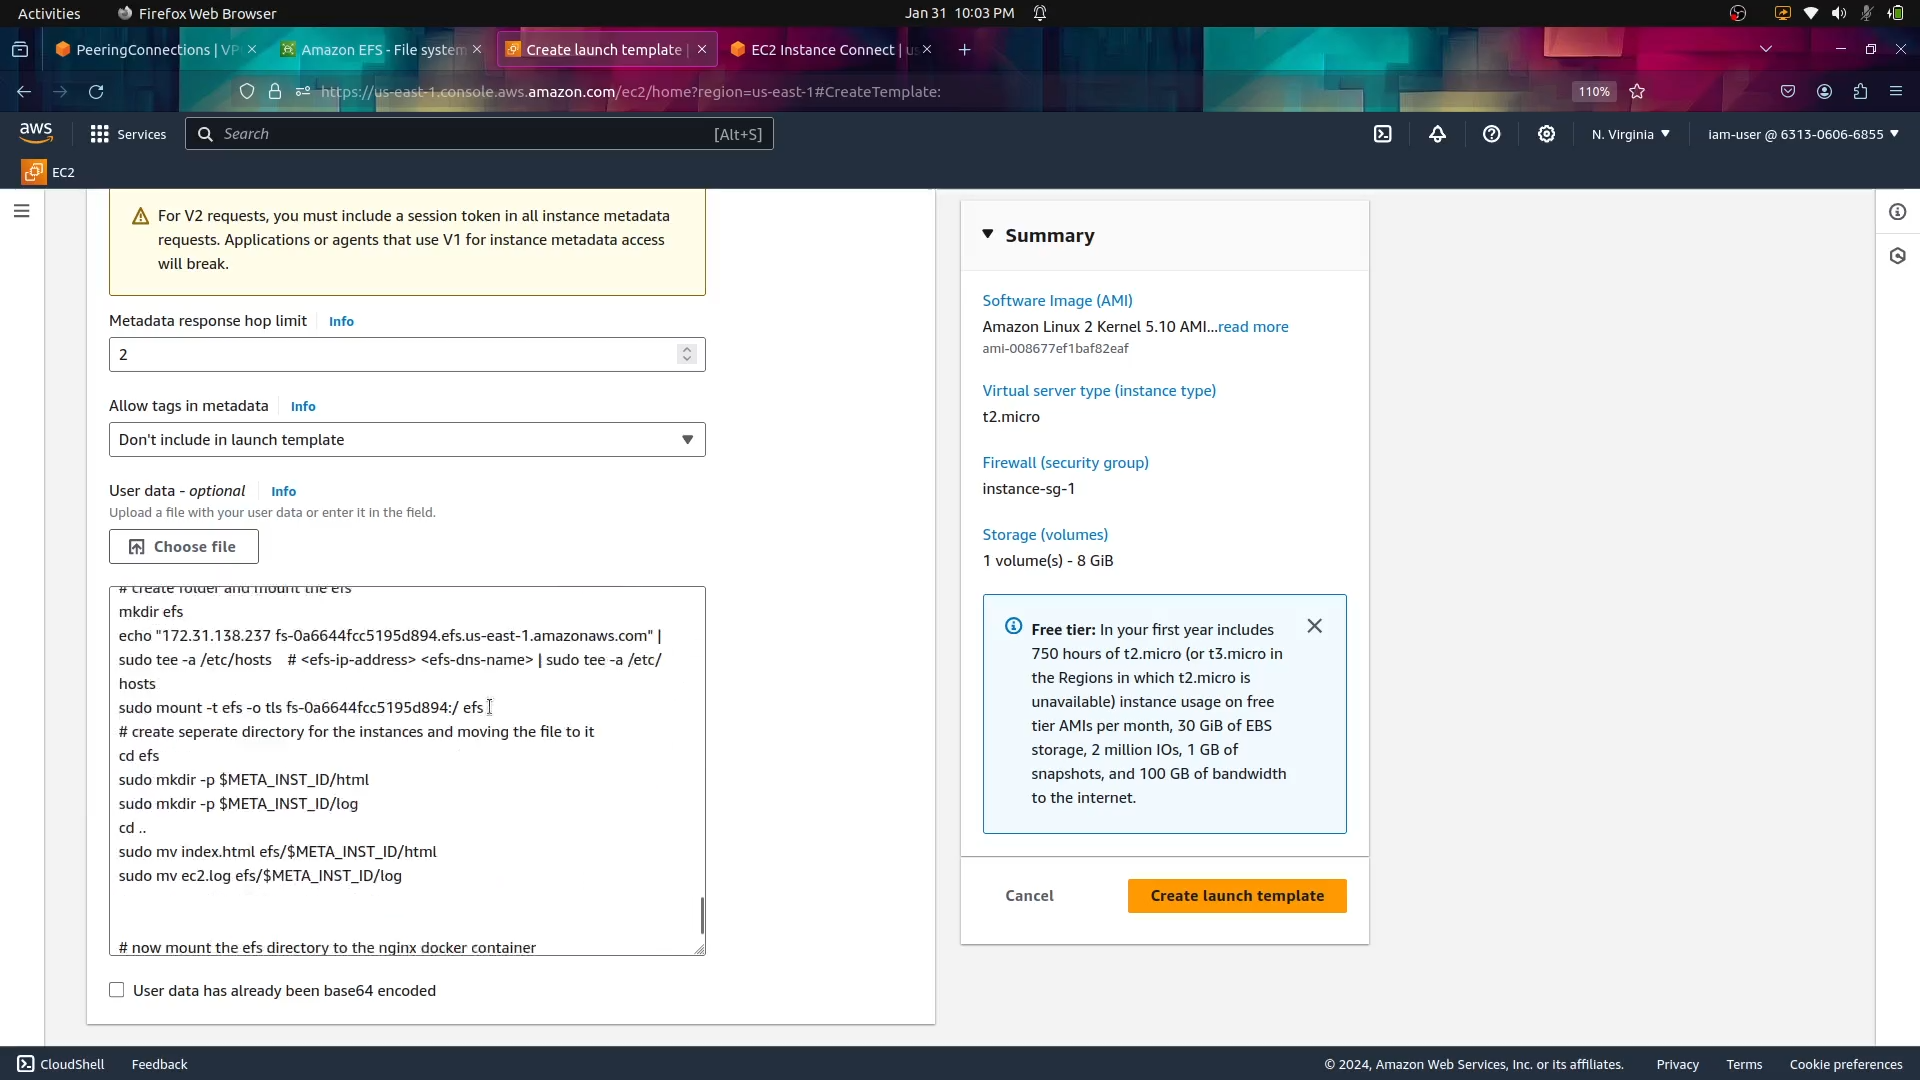 Activities
Firefox Web Browser
Jan 31 10:03 PM
PeeringConnections | VP
Amazon EFS - File system
Create launch template |
EC2 Instance Connect | us
https://us-east-1.console.aws.amazon.com/ec2/home?region=us-east-1#CreateTemplate:
110%
aws
Services
Search
[Alt+S]
N. Virginia
iam-user @ 6313-0606-6855
EC2
For V2 requests, you must include a session token in all instance metadata
requests. Applications or agents that use V1 for instance metadata access
will break.
Metadata response hop limit
Info
2
Allow tags in metadata
Info
Don't include in launch template
User data - optional
Info
Upload a file with your user data or enter it in the field.
Choose file
# create folder and mount the efs
mkdir efs
echo "172.31.138.237 fs-0a6644fcc5195d894.efs.us-east-1.amazonaws.com" |
sudo tee -a /etc/hosts    # <efs-ip-address> <efs-dns-name> | sudo tee -a /etc/
hosts
sudo mount -t efs -o tls fs-0a6644fcc5195d894:/ efs
# create seperate directory for the instances and moving the file to it
cd efs
sudo mkdir -p $META_INST_ID/html
sudo mkdir -p $META_INST_ID/log
cd ..
sudo mv index.html efs/$META_INST_ID/html
sudo mv ec2.log efs/$META_INST_ID/log
# now mount the efs directory to the nginx docker container
User data has already been base64 encoded
Summary
Software Image (AMI)
Amazon Linux 2 Kernel 5.10 AMI...read more
ami-008677ef1baf82eaf
Virtual server type (instance type)
t2.micro
Firewall (security group)
instance-sg-1
Storage (volumes)
1 volume(s) - 8 GiB
Free tier: In your first year includes
750 hours of t2.micro (or t3.micro in
the Regions in which t2.micro is
unavailable) instance usage on free
tier AMIs per month, 30 GiB of EBS
storage, 2 million IOs, 1 GB of
snapshots, and 100 GB of bandwidth
to the internet.
Cancel
Create launch template
CloudShell
Feedback
© 2024, Amazon Web Services, Inc. or its affiliates.
Privacy
Terms
Cookie preferences